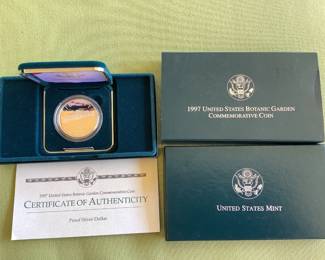 1997 UNITED STATES BOTANIC GARDEN
COMMEMORATIVE COIN
1997 United States Botanic Garden Commemorative Coin
CERTIFICATE OF AUTHENTICITY
Proof Silver Dollar
UNITED STATES MINT